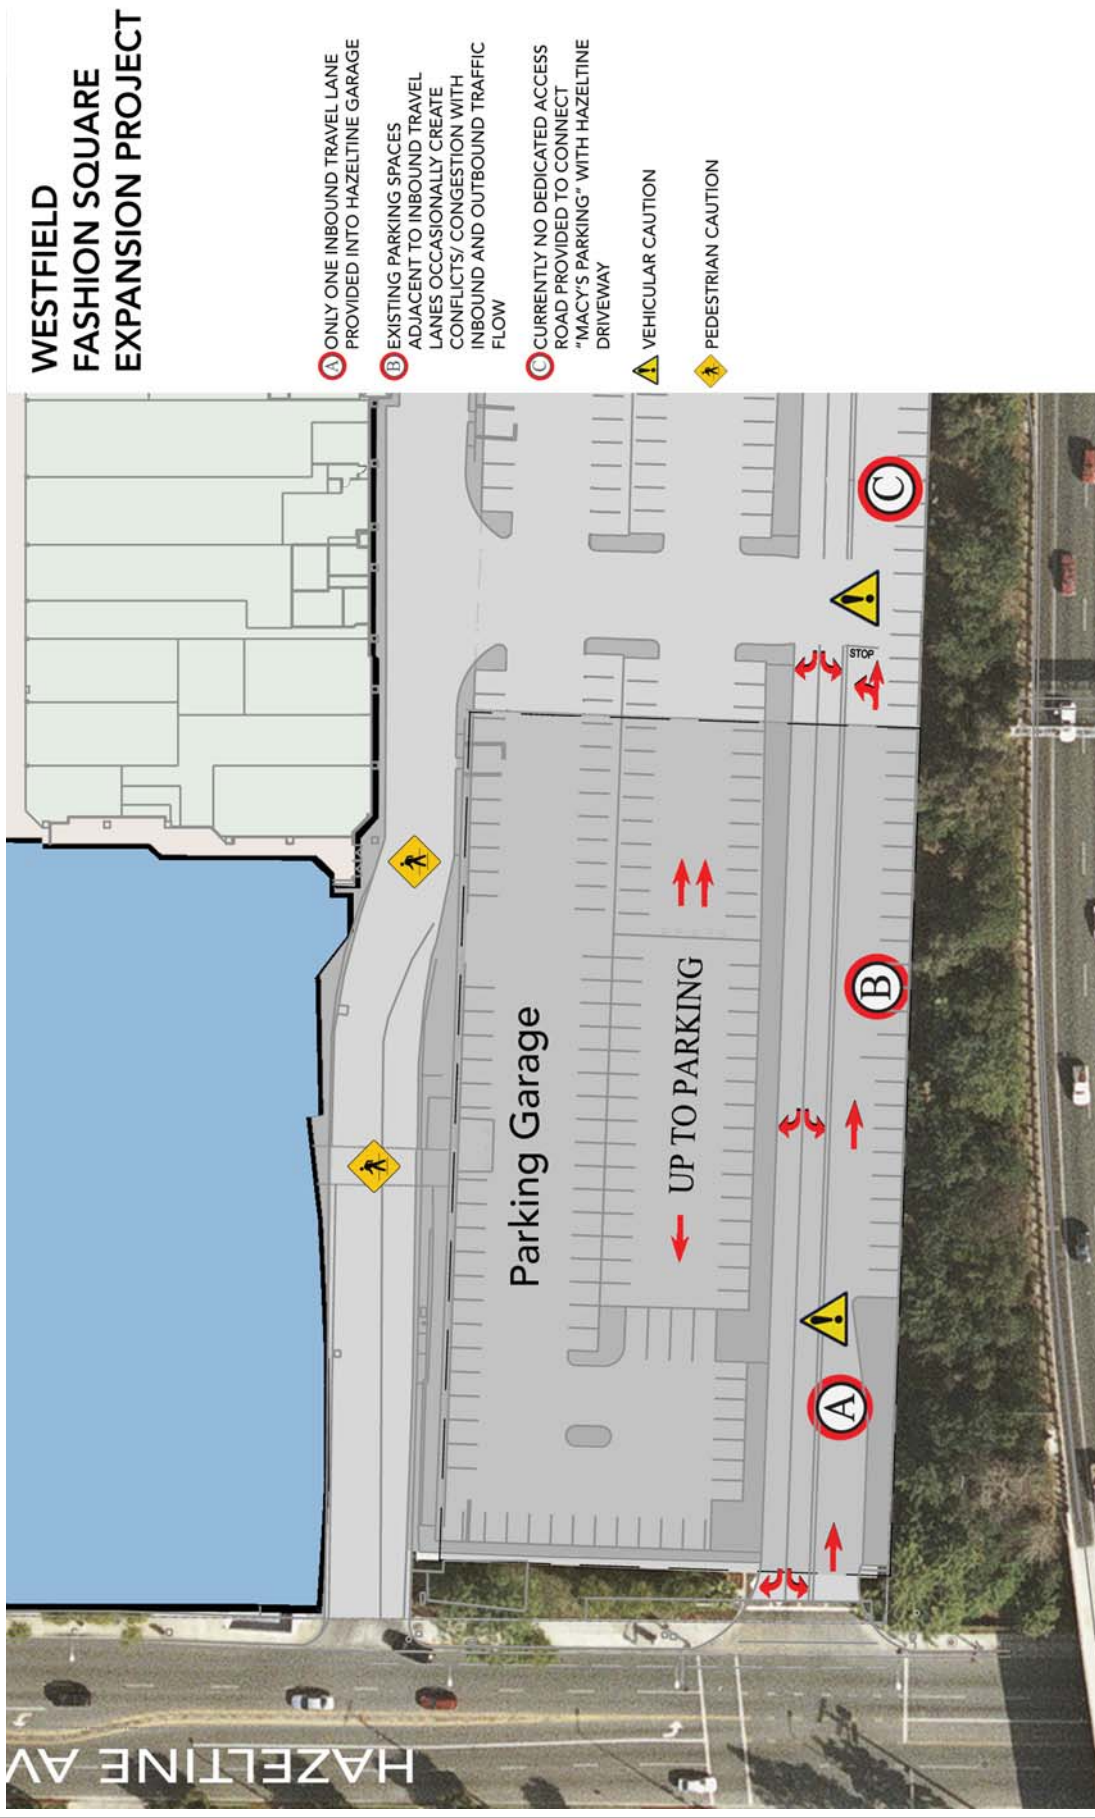 WESTFIELD
FASHION SQUARE
EXPANSION PROJECT
A ONLY ONE INBOUND TRAVEL LANE
PROVIDED INTO HAZELTINE GARAGE
B EXISTING PARKING SPACES
ADJACENT TO INBOUND TRAVEL
LANES OCCASIONALLY CREATE
CONFLICTS/ CONGESTION WITH
INBOUND AND OUTBOUND TRAFFIC
FLOW
C CURRENTLY NO DEDICATED ACCESS
ROAD PROVIDED TO CONNECT
"MACY'S PARKING" WITH HAZELTINE
DRIVEWAY
VEHICULAR CAUTION
PEDESTRIAN CAUTION
HAZELTINE AV
Parking Garage
UP TO PARKING
A
B
C
STOP